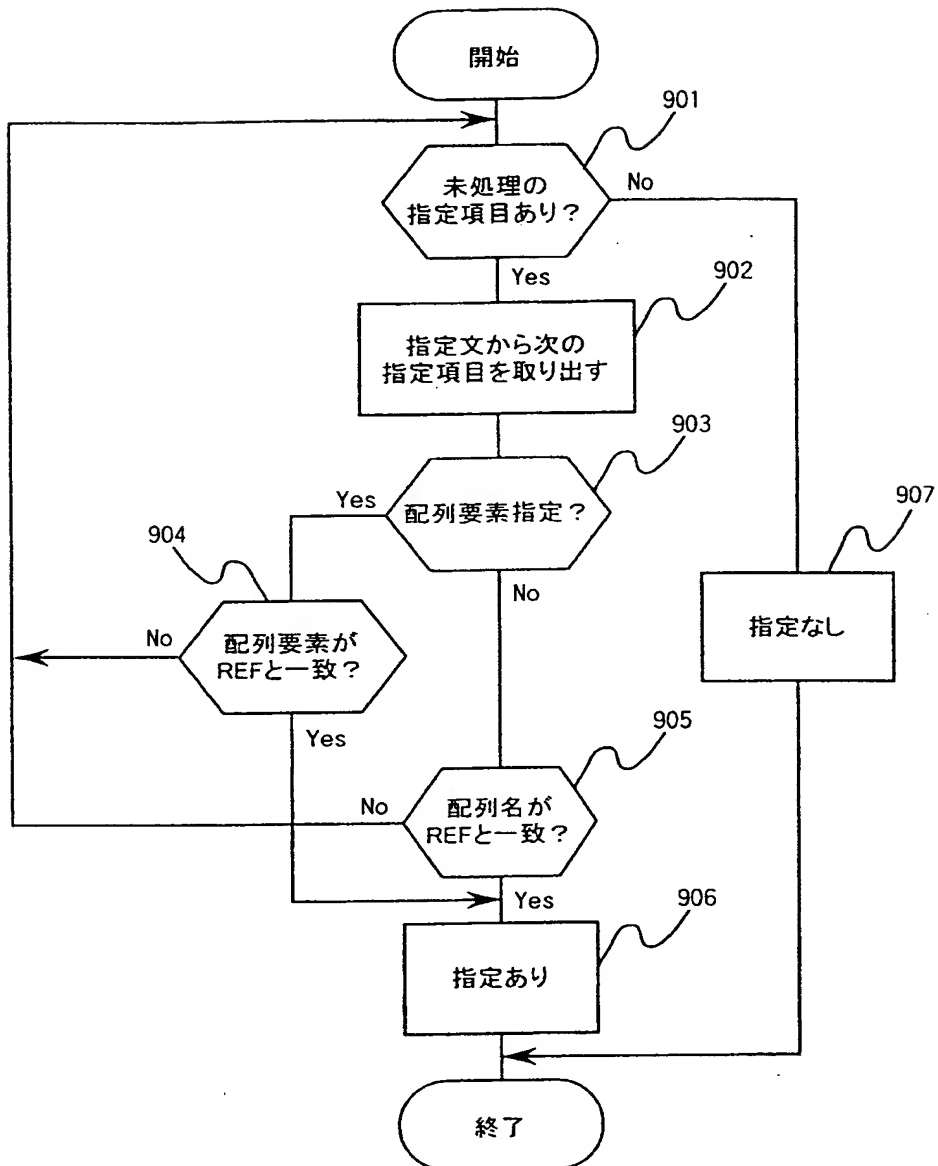 開始
901
未処理の
指定項目あり?
No
Yes
902
指定文から次の
指定項目を取り出す
903
配列要素指定?
Yes
No
904
配列要素が
REFと一致?
No
Yes
907
指定なし
905
配列名が
REFと一致?
No
Yes
906
指定あり
終了